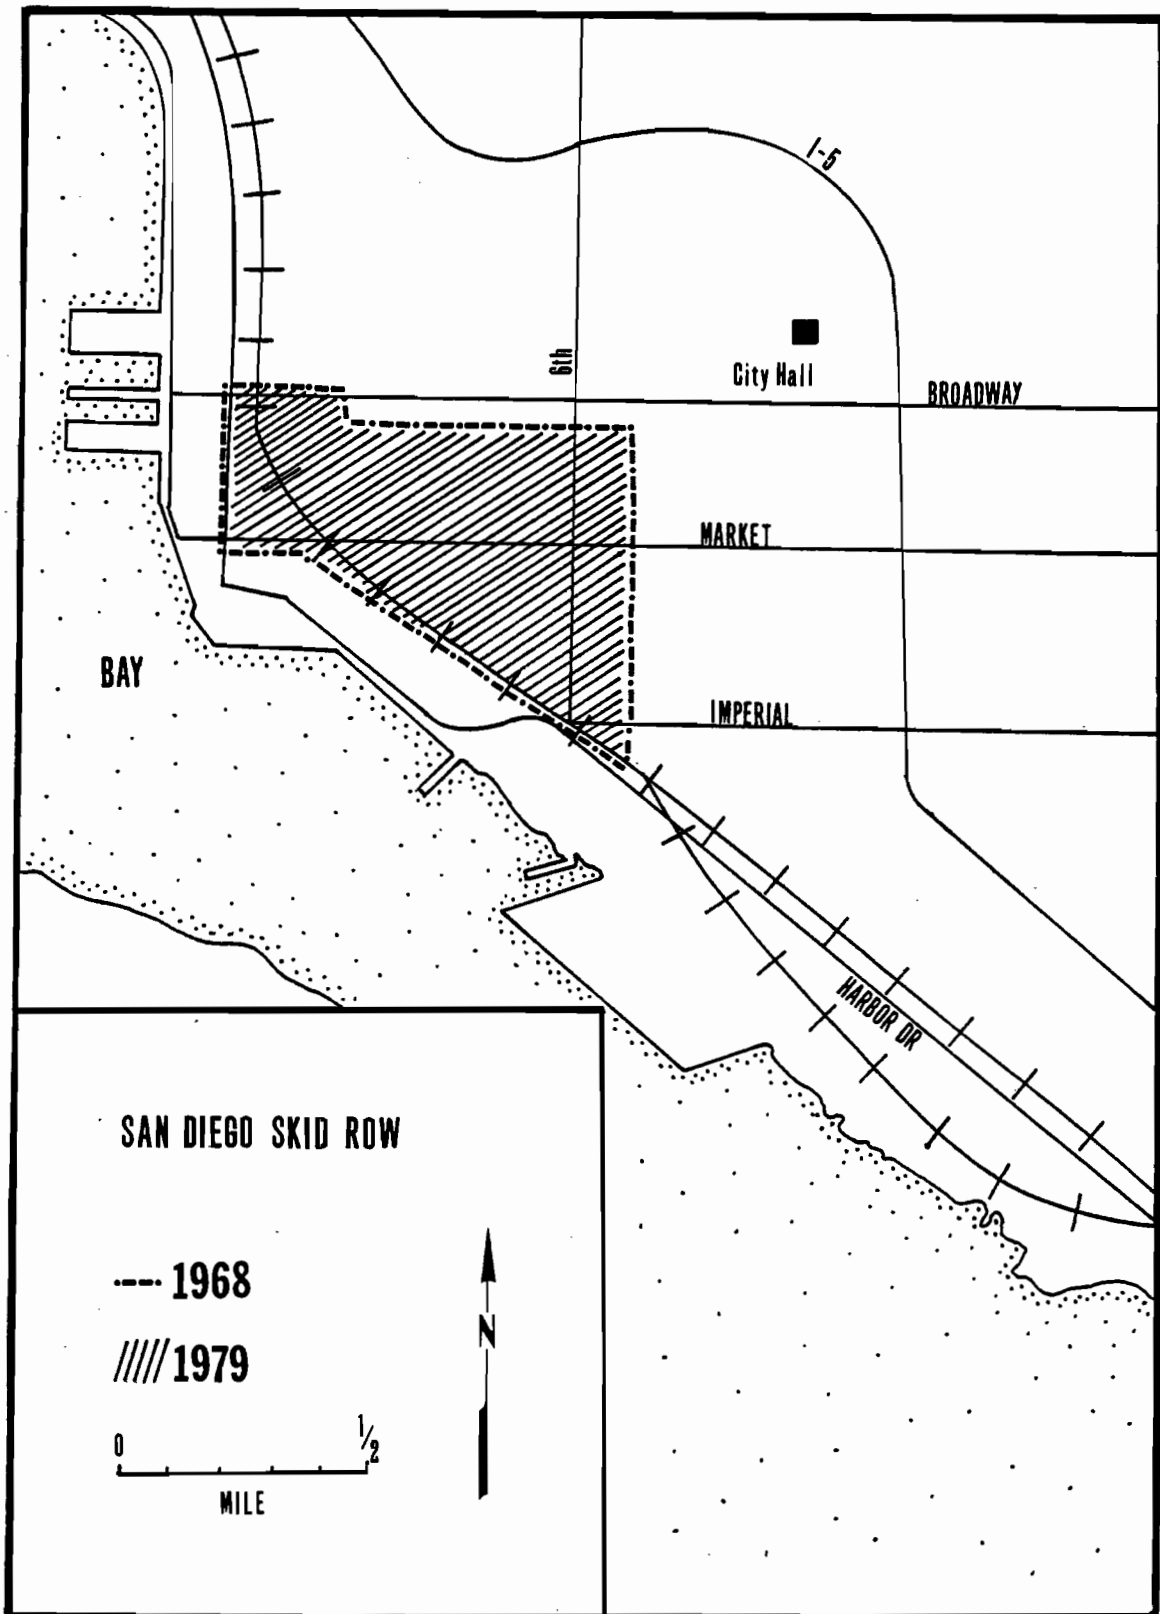 I-5
6th
City Hall
BROADWAY
MARKET
BAY
IMPERIAL
HARBOR DR
SAN DIEGO SKID ROW
1968
N
1979
0 1/2
MILE